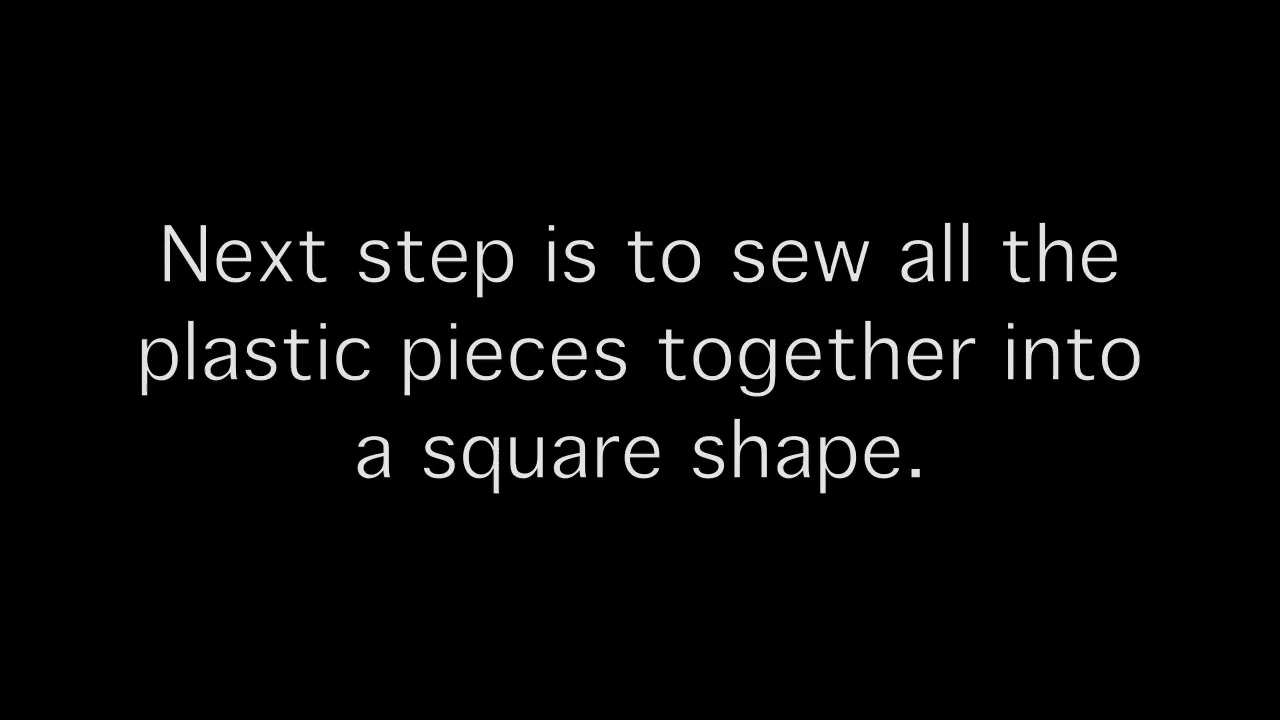 Next step is to sew all the
plastic pieces together into
a square shape.